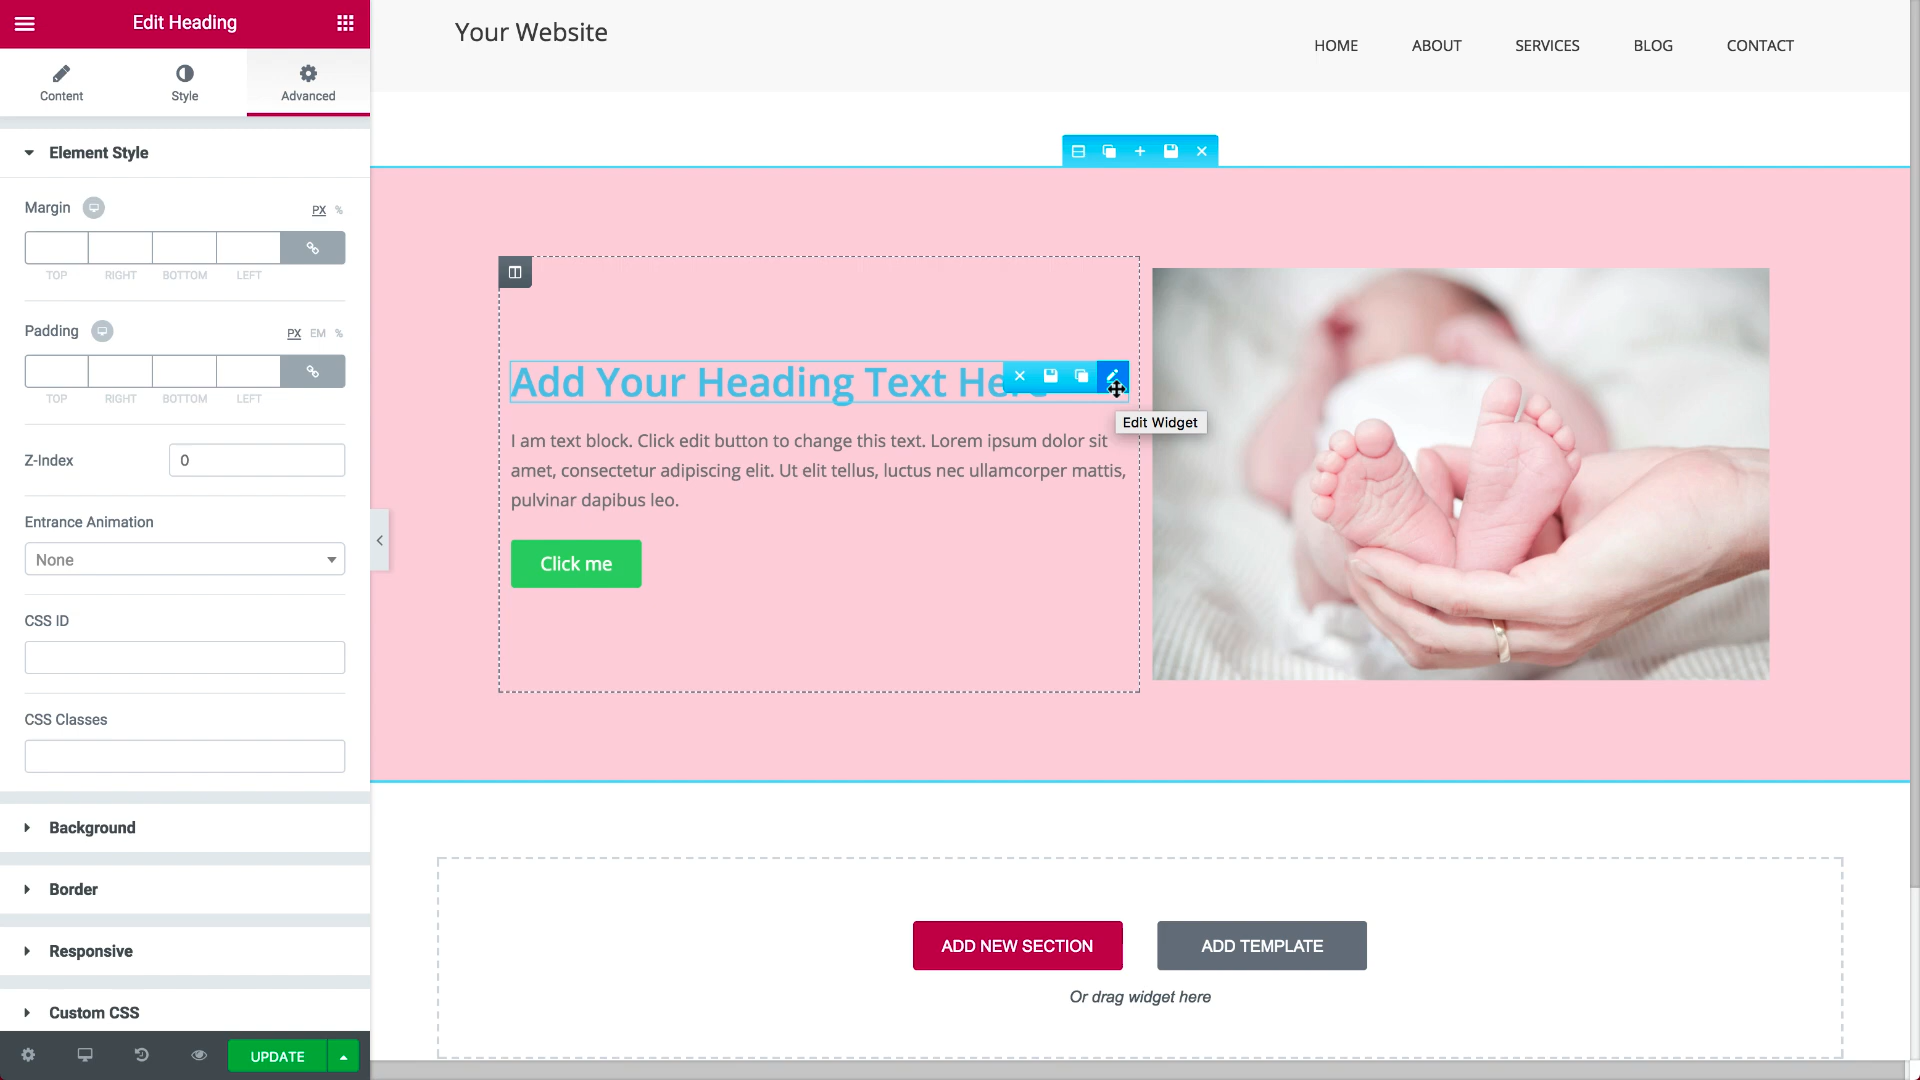 Edit Heading
Content
Style
Advanced
Element Style
Margin
PX %
TOP RIGHT BOTTOM LEFT
Padding
PX EM %
TOP RIGHT BOTTOM LEFT
Z-Index
0
Entrance Animation
None
CSS ID
CSS Classes
Background
Border
Responsive
Custom CSS
UPDATE
Your Website
HOME ABOUT SERVICES BLOG CONTACT
Add Your Heading Text Here
Edit Widget
I am text block. Click edit button to change this text. Lorem ipsum dolor sit
amet, consectetur adipiscing elit. Ut elit tellus, luctus nec ullamcorper mattis,
pulvinar dapibus leo.
Click me
ADD NEW SECTION
ADD TEMPLATE
Or drag widget here